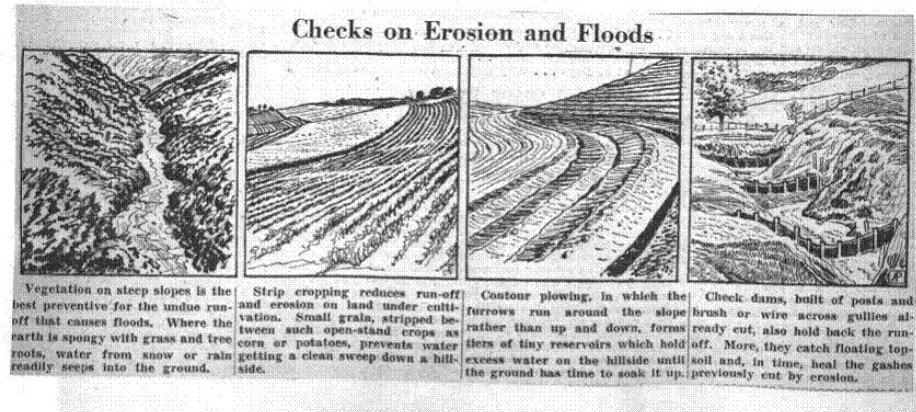 Checks on Erosion and Floods
Vegetation on steep slopes is the
best preventive for the undue run-
off that causes floods. Where the
earth is spongy with grass and tree
roots, water from snow or rain
readily seeps into the ground.
Strip cropping reduces run-off
and erosion on land under culti-
vation. Small grain, stripped be-
tween such open-stand crops as
corn or potatoes, prevents water
getting a clean sweep down a hill-
side.
Contour plowing, in which the
furrows run around the slope
rather than up and down, forms
tiers of tiny reservoirs which hold
excess water on the hillside until
the ground has time to soak it up.
Check dams, built of posts and
brush or wire across gullies al-
ready cut, also hold back the run-
off. More, they catch floating top-
soil and, in time, heal the gashes
previously cut by erosion.